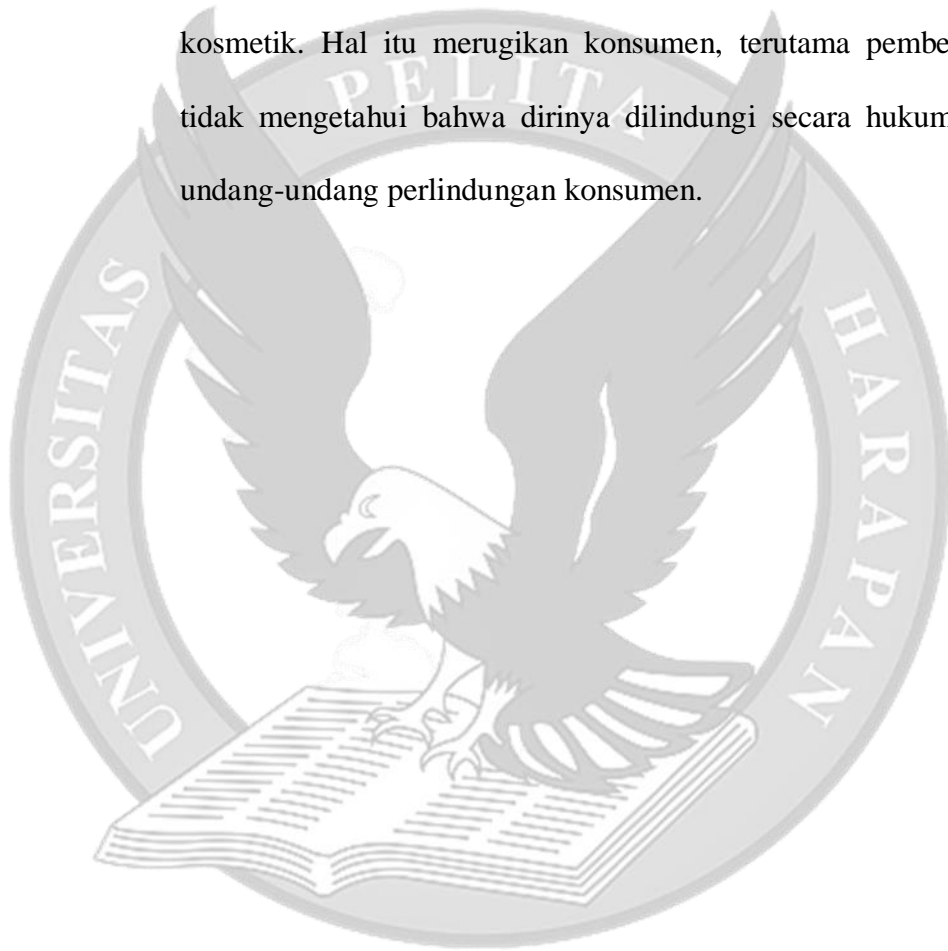 kosmetik. Hal itu merugikan konsumen, terutama pembe
tidak mengetahui bahwa dirinya dilindungi secara hukum
undang-undang perlindungan konsumen.
UNIVERSITAS PELITA HARAPAN